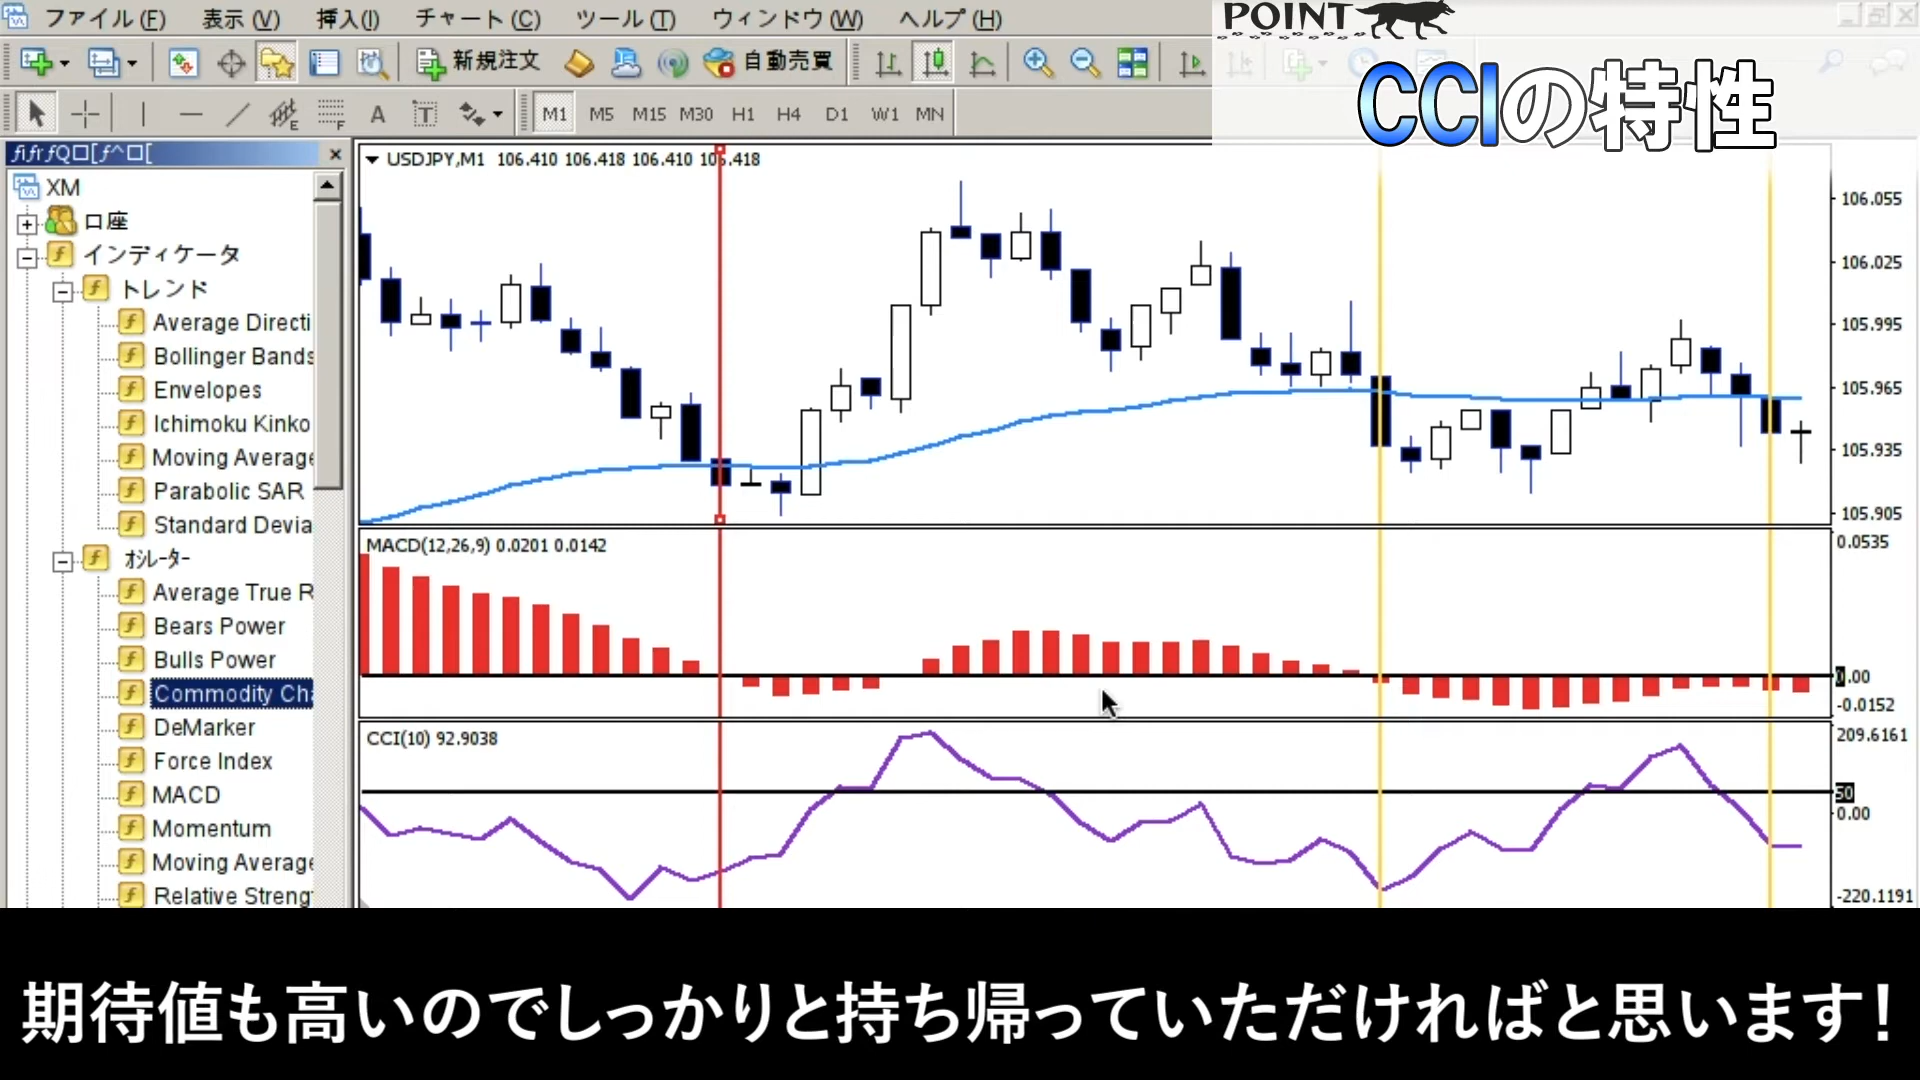 ファイル (F) 表示 (V) 挿入(I) チャート (C) ツール (T) ウィンドウ (W) ヘルプ (H)
POINT
CCIの特性
新規注文 自動売買
A T E F
M1 M5 M15 M30 H1 H4 D1 W1 MN
XM
口座
インディケータ
トレンド
Average Directi
Bollinger Bands
Envelopes
Ichimoku Kinko
Moving Average
Parabolic SAR
Standard Devia
オシレーター
Average True R
Bears Power
Bulls Power
Commodity Cha
DeMarker
Force Index
MACD
Momentum
Moving Average
Relative Streng
USDJPY,M1 106.410 106.418 106.410 106.418
106.055
106.025
105.995
105.965
105.935
105.905
MACD(12,26,9) 0.0201 0.0142
0.0535
0.00
-0.0152
CCI(10) 92.9038
209.6161
50
0.00
-220.1191
期待値も高いのでしっかりと持ち帰っていただければと思います!